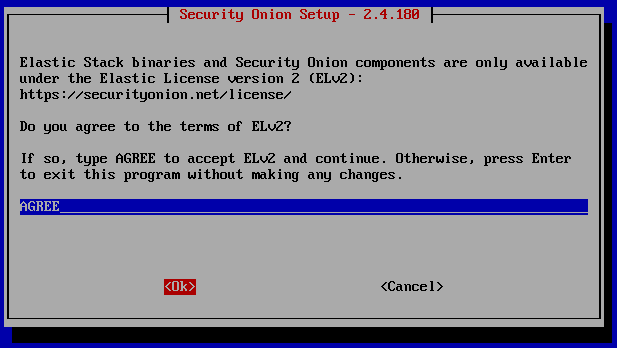 Security Onion Setup - 2.4.180
Elastic Stack binaries and Security Onion components are only available
under the Elastic License version 2 (ELv2):
https://securityonion.net/license/
Do you agree to the terms of ELv2?
If so, type AGREE to accept ELv2 and continue. Otherwise, press Enter
to exit this program without making any changes.
AGREE
<Ok> <Cancel>